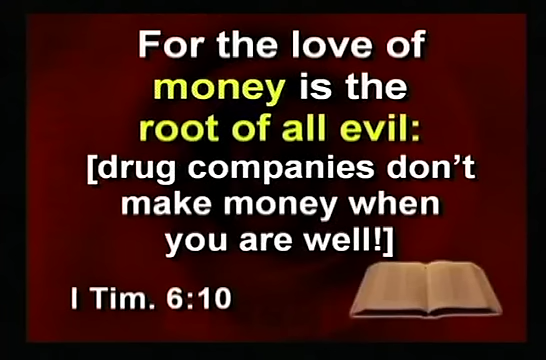 For the love of
money is the
root of all evil:
[drug companies don't
make money when
you are well!]
I Tim. 6:10